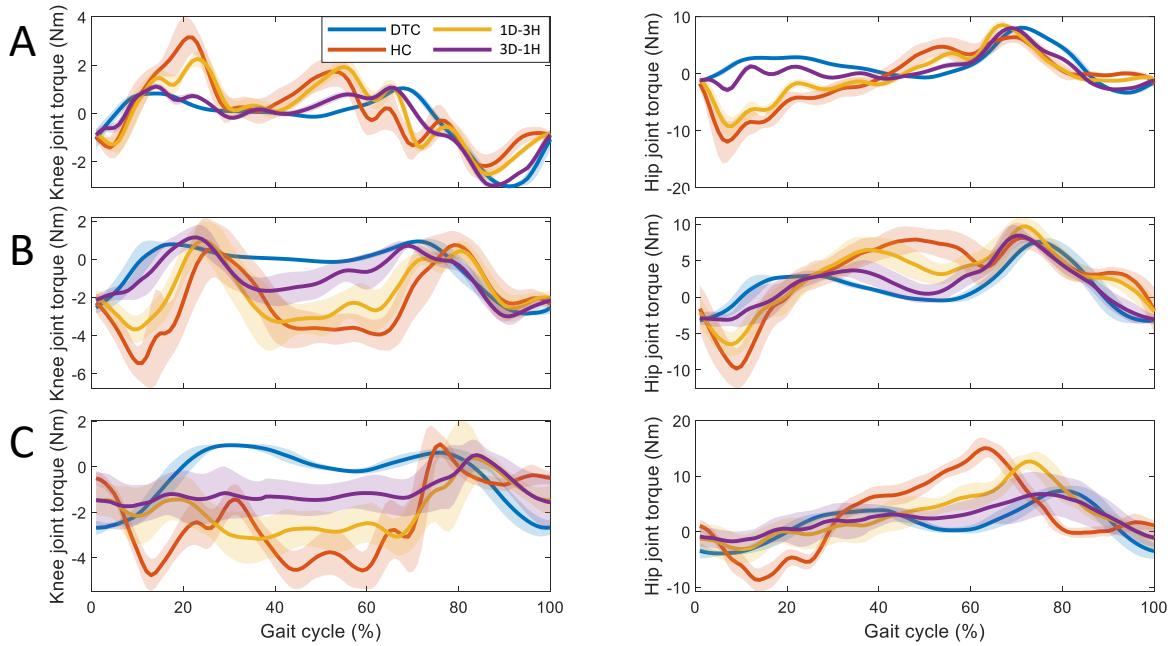 A
Knee joint torque (Nm)
4
2
0
-2
DTC
1D-3H
HC
3D-1H
Hip joint torque (Nm)
10
0
-10
-20
B
Knee joint torque (Nm)
2
0
-2
-4
-6
Hip joint torque (Nm)
10
5
0
-5
-10
C
Knee joint torque (Nm)
2
0
-2
-4
0 20 40 60 80 100
Gait cycle (%)
Hip joint torque (Nm)
20
10
0
-10
0 20 40 60 80 100
Gait cycle (%)